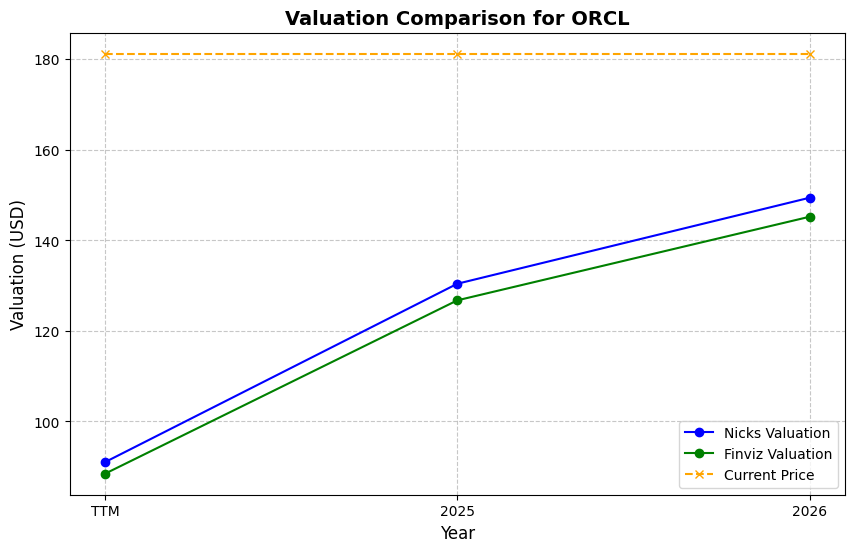 Valuation Comparison for ORCL
Valuation (USD)
180
160
140
120
100
TTM
2025
2026
Year
Nicks Valuation
Finviz Valuation
Current Price